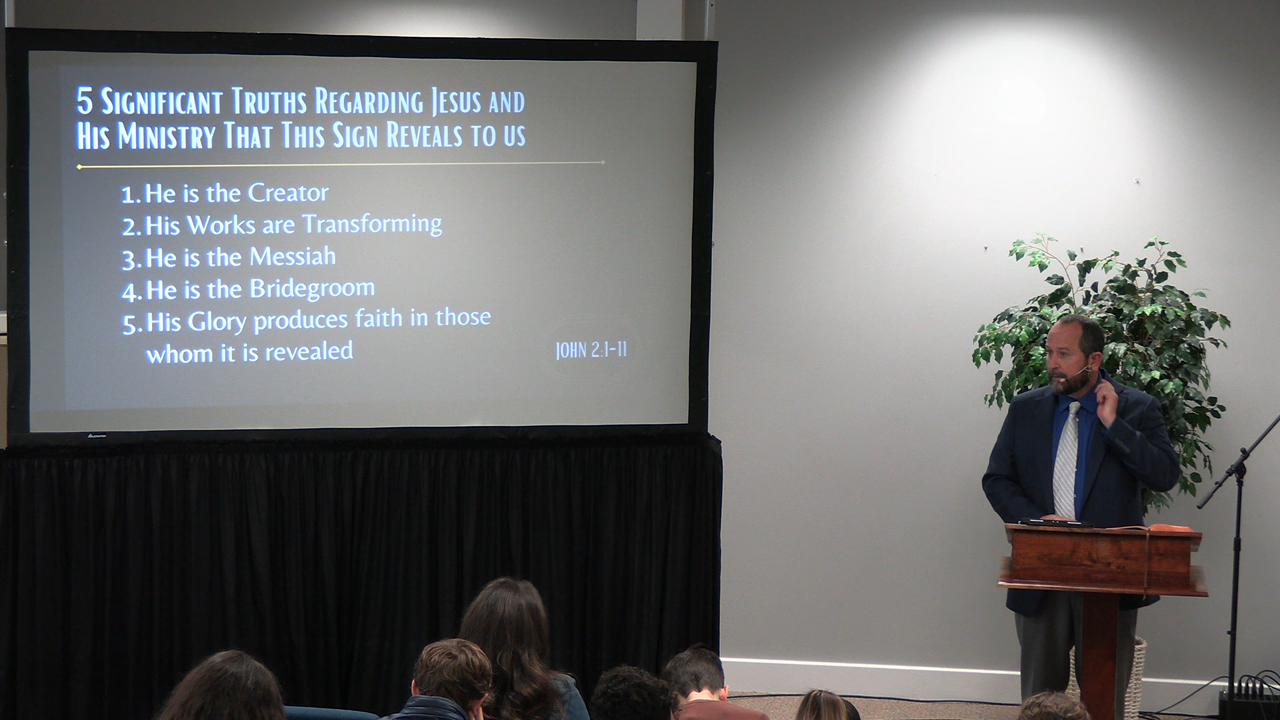 5 Significant Truths Regarding Jesus and
His Ministry That This Sign Reveals to us
1. He is the Creator
2. His Works are Transforming
3. He is the Messiah
4. He is the Bridegroom
5. His Glory produces faith in those
whom it is revealed
John 2.1-11